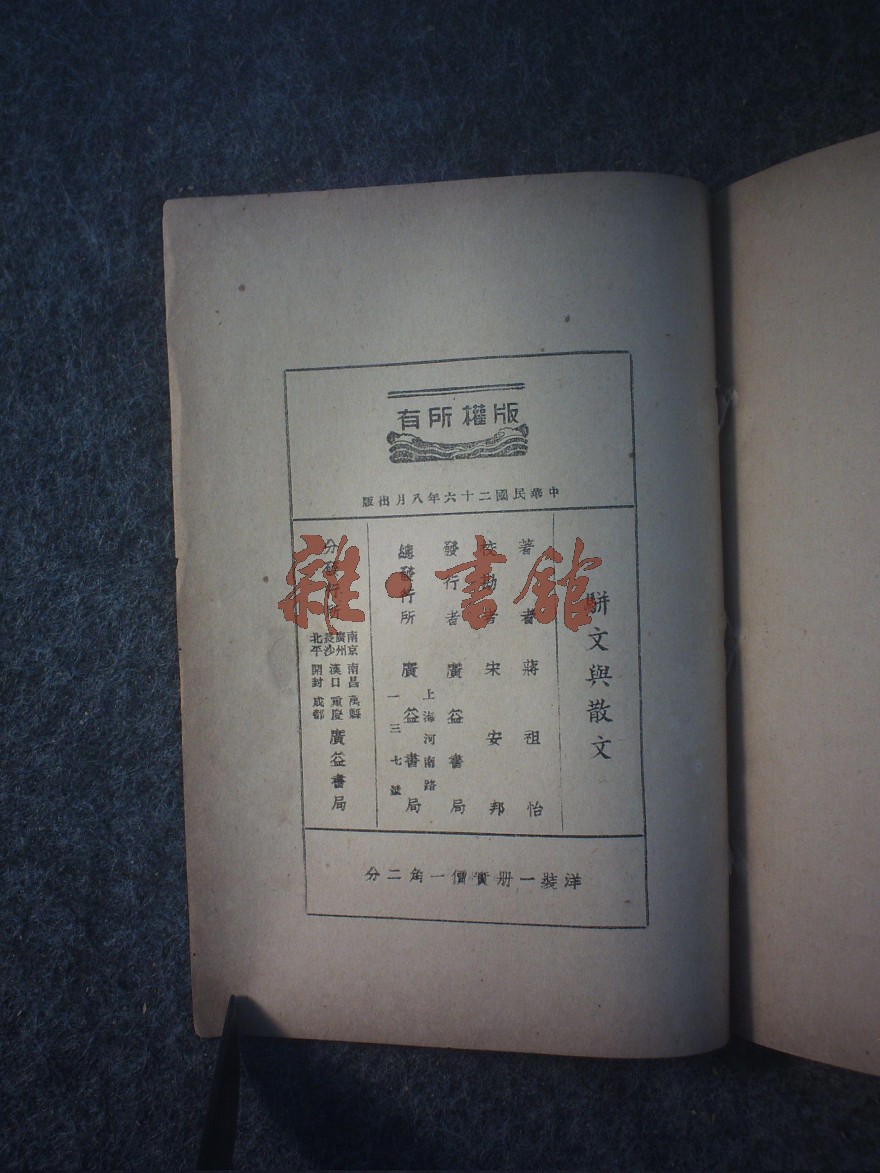 版權所有
中華民國二十六年八月出版
駢文與散文
著者 蔣祖怡
校勘者 宋安邦
發行者 廣益書局
上海河南路一三七號
總發行所 廣益書局
分發行所 南京 南昌 萬縣 廣州 漢口 重慶 長沙 開封 成都 北平 廣益書局
洋裝一册實價一角二分
雜·書館